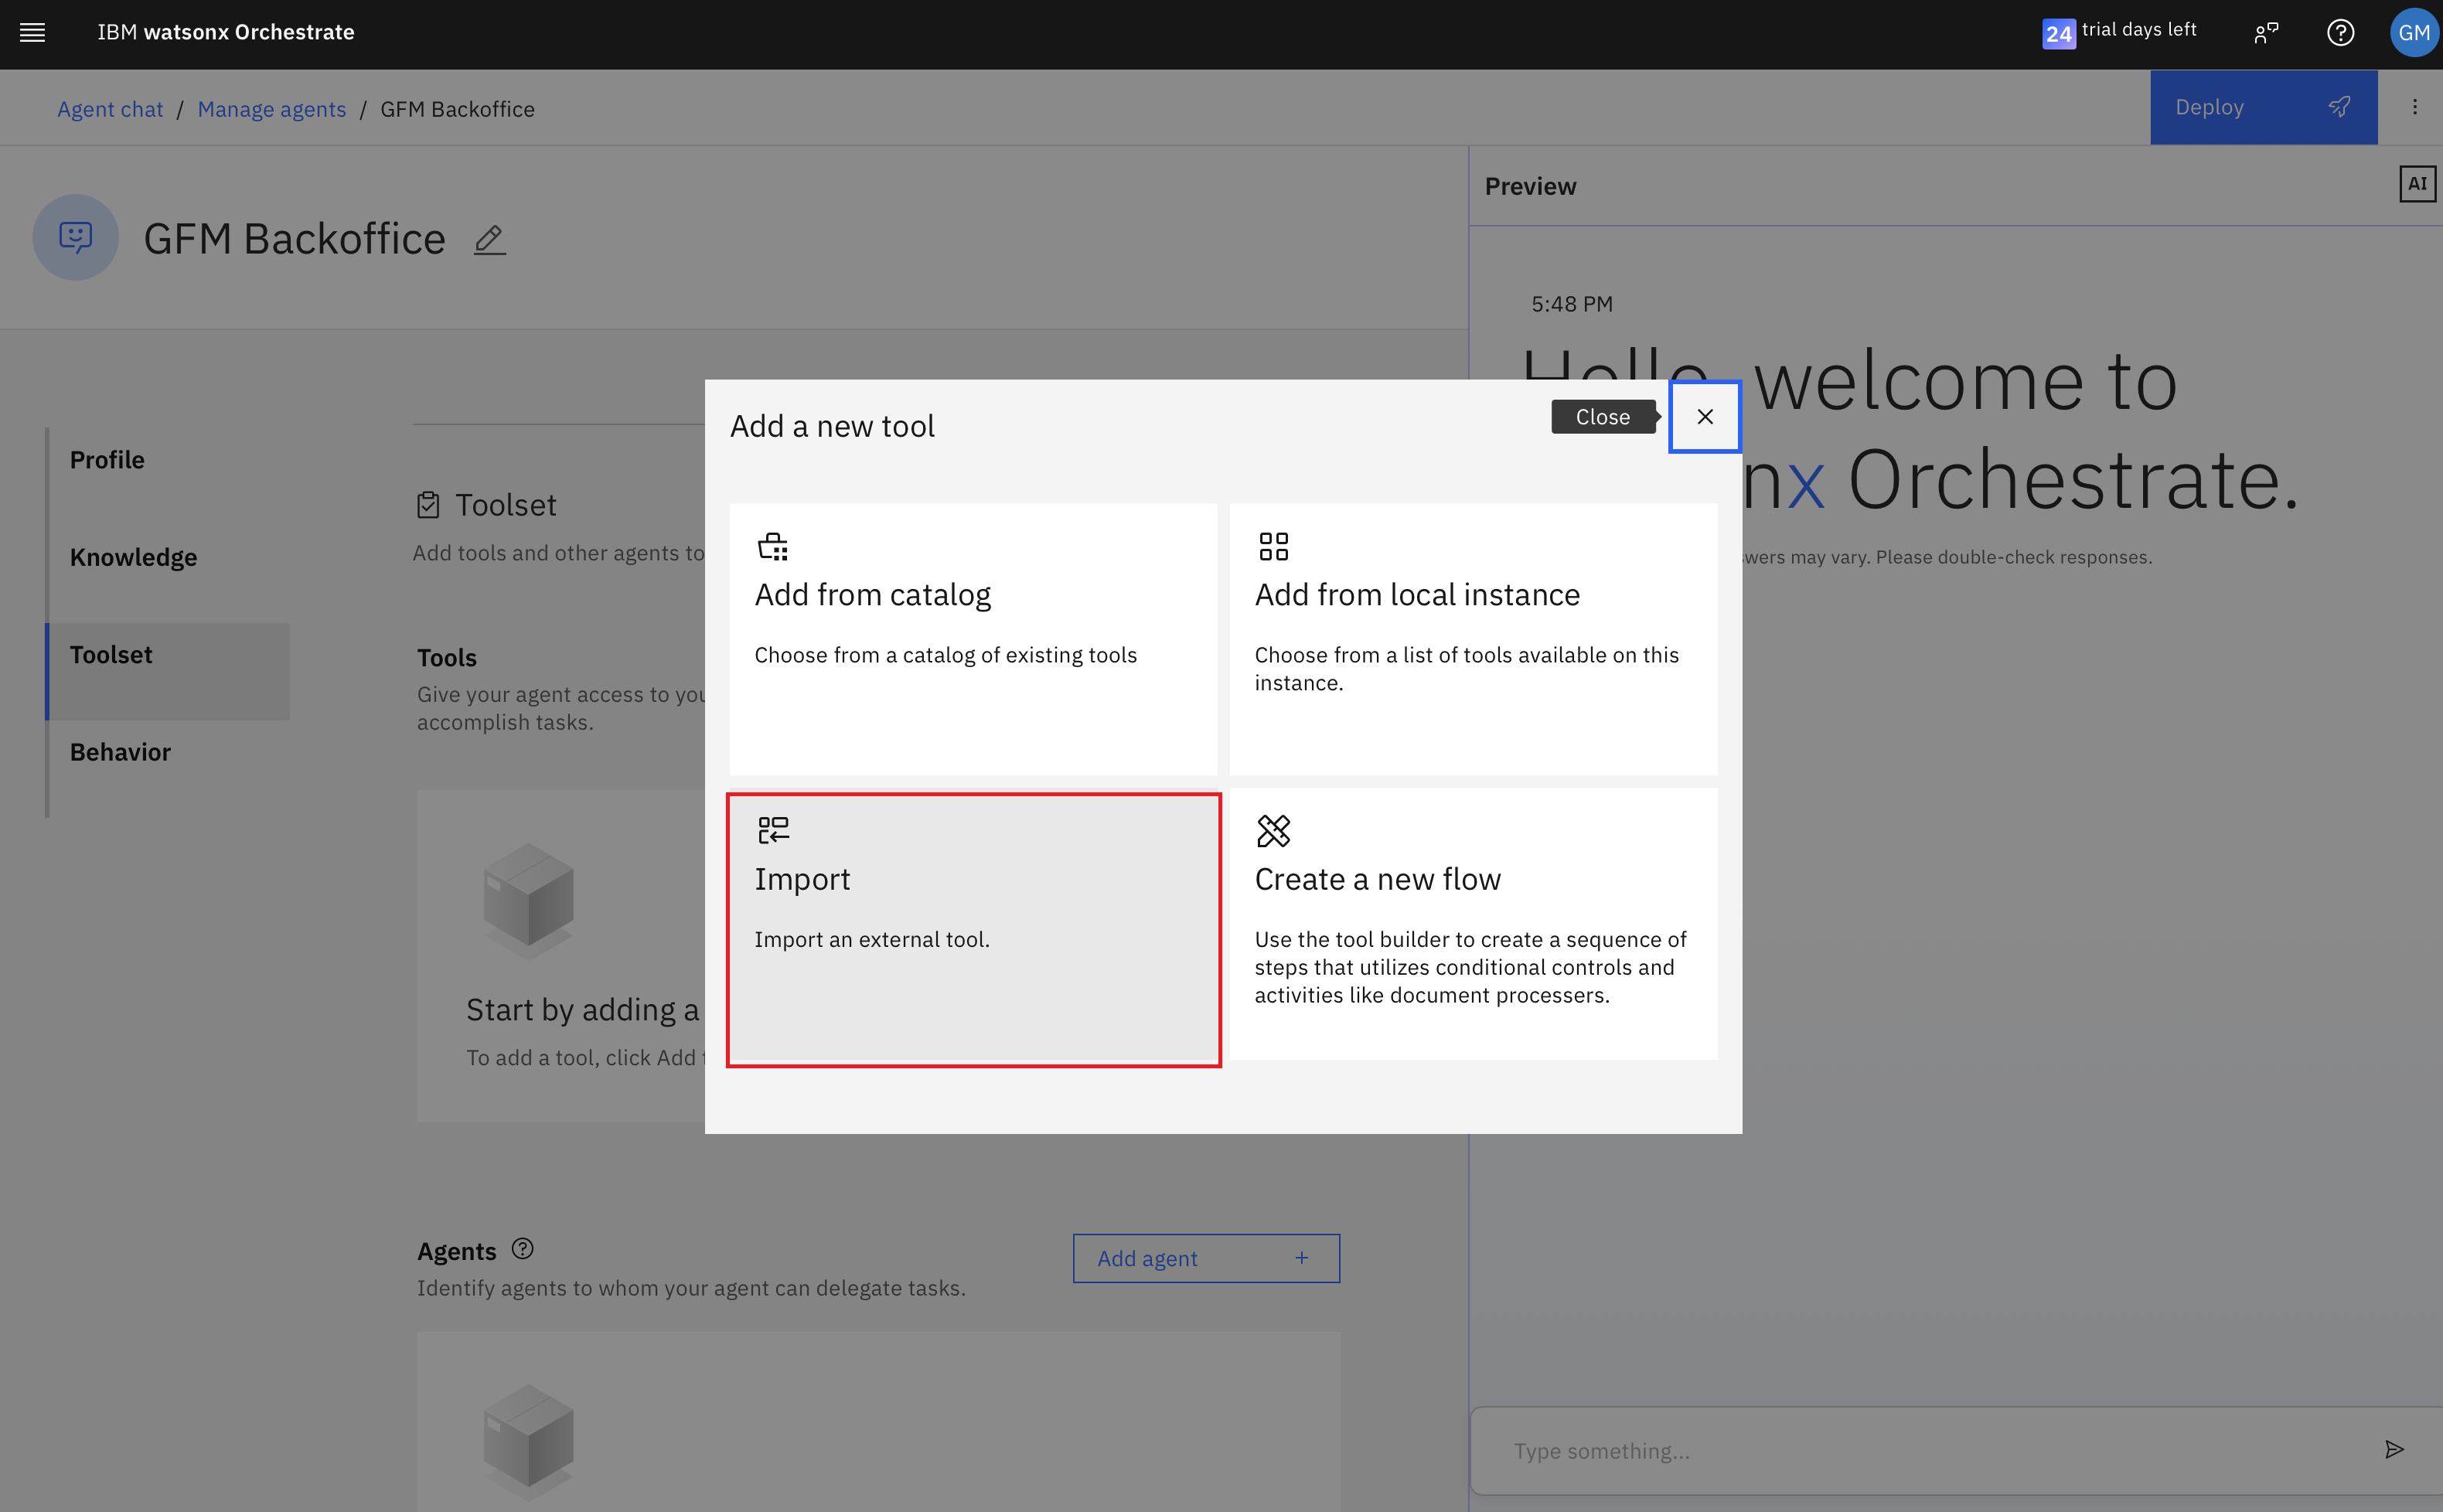 IBM watsonx Orchestrate
24 trial days left
GM
Agent chat / Manage agents / GFM Backoffice
Deploy
GFM Backoffice
Profile
Knowledge
Toolset
Behavior
Toolset
Add tools and other agents to
Tools
Give your agent access to you
accomplish tasks.
Start by adding a
To add a tool, click Add
Agents
Identify agents to whom your agent can delegate tasks.
Add agent +
Add a new tool
Close
Add from catalog
Choose from a catalog of existing tools
Add from local instance
Choose from a list of tools available on this
instance.
Import
Import an external tool.
Create a new flow
Use the tool builder to create a sequence of
steps that utilizes conditional controls and
activities like document processers.
Preview
AI
5:48 PM
Hello, welcome to
nx Orchestrate.
wers may vary. Please double-check responses.
Type something...